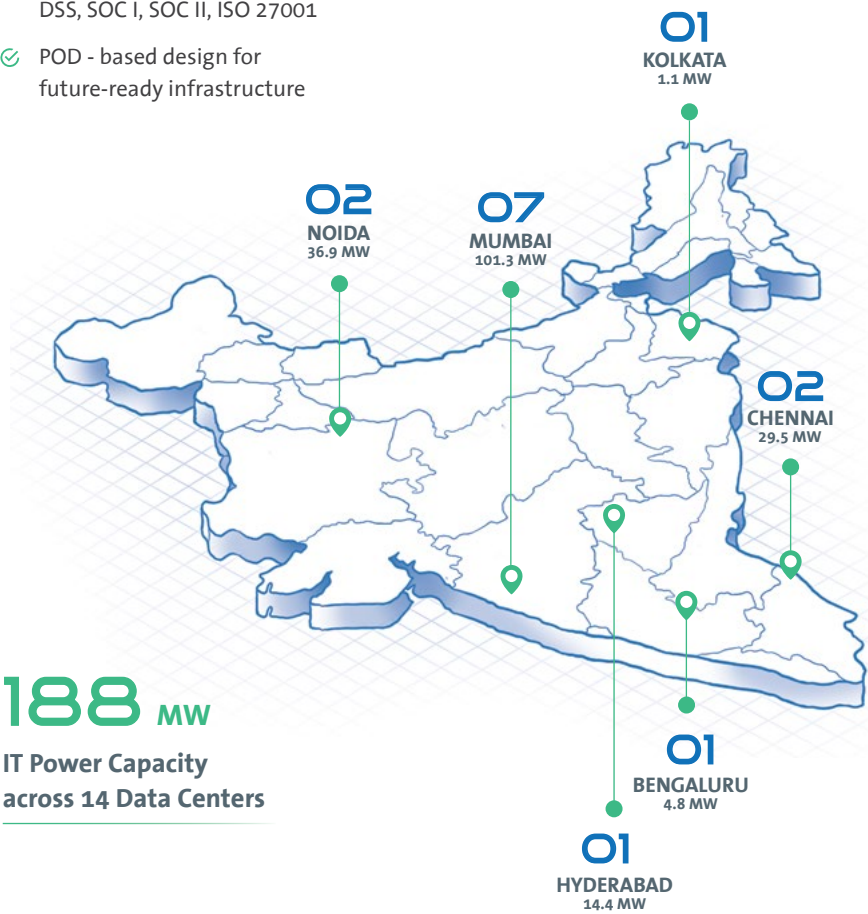 DSS, SOC I, SOC II, ISO 27001
POD - based design for
future-ready infrastructure
01
KOLKATA
1.1 MW
02
NOIDA
36.9 MW
07
MUMBAI
101.3 MW
02
CHENNAI
29.5 MW
188 MW
IT Power Capacity
across 14 Data Centers
01
BENGALURU
4.8 MW
01
HYDERABAD
14.4 MW